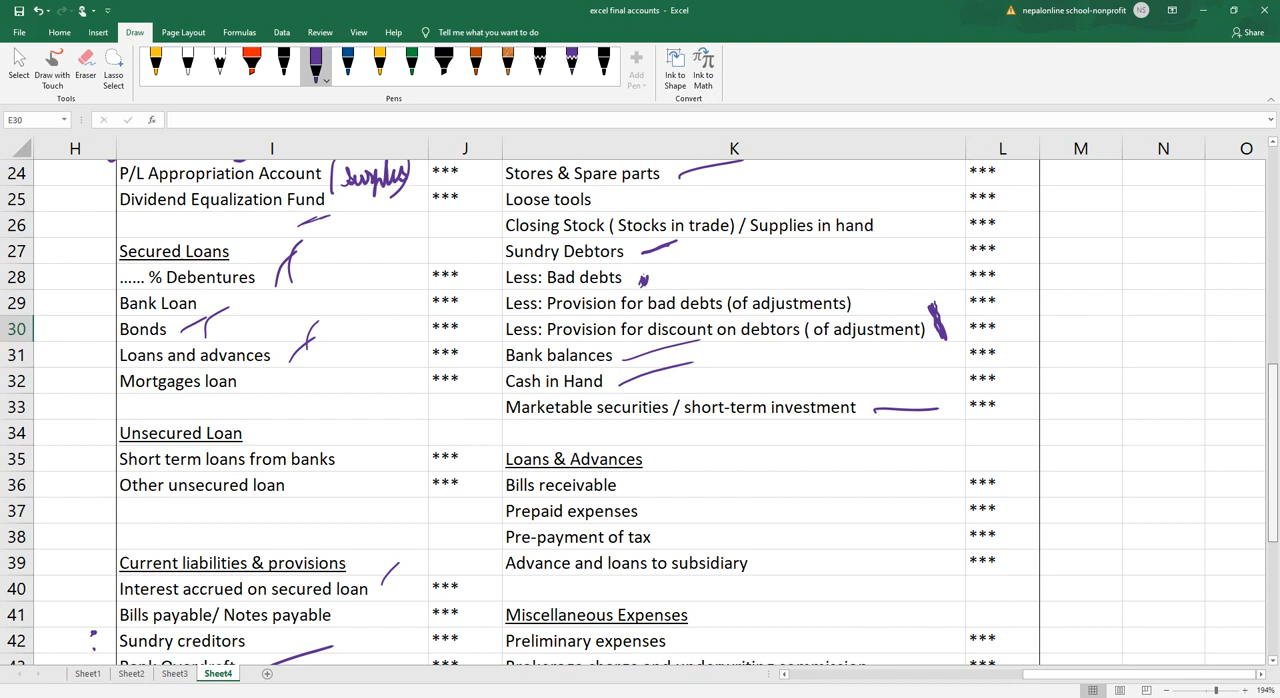 excel final accounts - Excel
nepalonline school-nonprofit NS
File Home Insert Draw Page Layout Formulas Data Review View Help Tell me what you want to do Share
Select
Draw with Touch
Eraser
Lasso Select
Add Pen
Ink to Shape
Ink to Math
Tools Pens Convert
E30 fx
H I J K L M N O
24 P/L Appropriation Account (surplus) *** Stores & Spare parts ***
25 Dividend Equalization Fund *** Loose tools ***
26 Closing Stock ( Stocks in trade) / Supplies in hand ***
27 Secured Loans Sundry Debtors ***
28 ...... % Debentures *** Less: Bad debts ***
29 Bank Loan *** Less: Provision for bad debts (of adjustments) ***
30 Bonds *** Less: Provision for discount on debtors ( of adjustment) ***
31 Loans and advances *** Bank balances ***
32 Mortgages loan *** Cash in Hand ***
33 Marketable securities / short-term investment ***
34 Unsecured Loan
35 Short term loans from banks *** Loans & Advances
36 Other unsecured loan *** Bills receivable ***
37 Prepaid expenses ***
38 Pre-payment of tax ***
39 Current liabilities & provisions Advance and loans to subsidiary ***
40 Interest accrued on secured loan ***
41 Bills payable/ Notes payable *** Miscellaneous Expenses
42 Sundry creditors *** Preliminary expenses ***
43 Bank Overdraft *** Brokerage charge and underwriting commission ***
Sheet1 Sheet2 Sheet3 Sheet4
194%